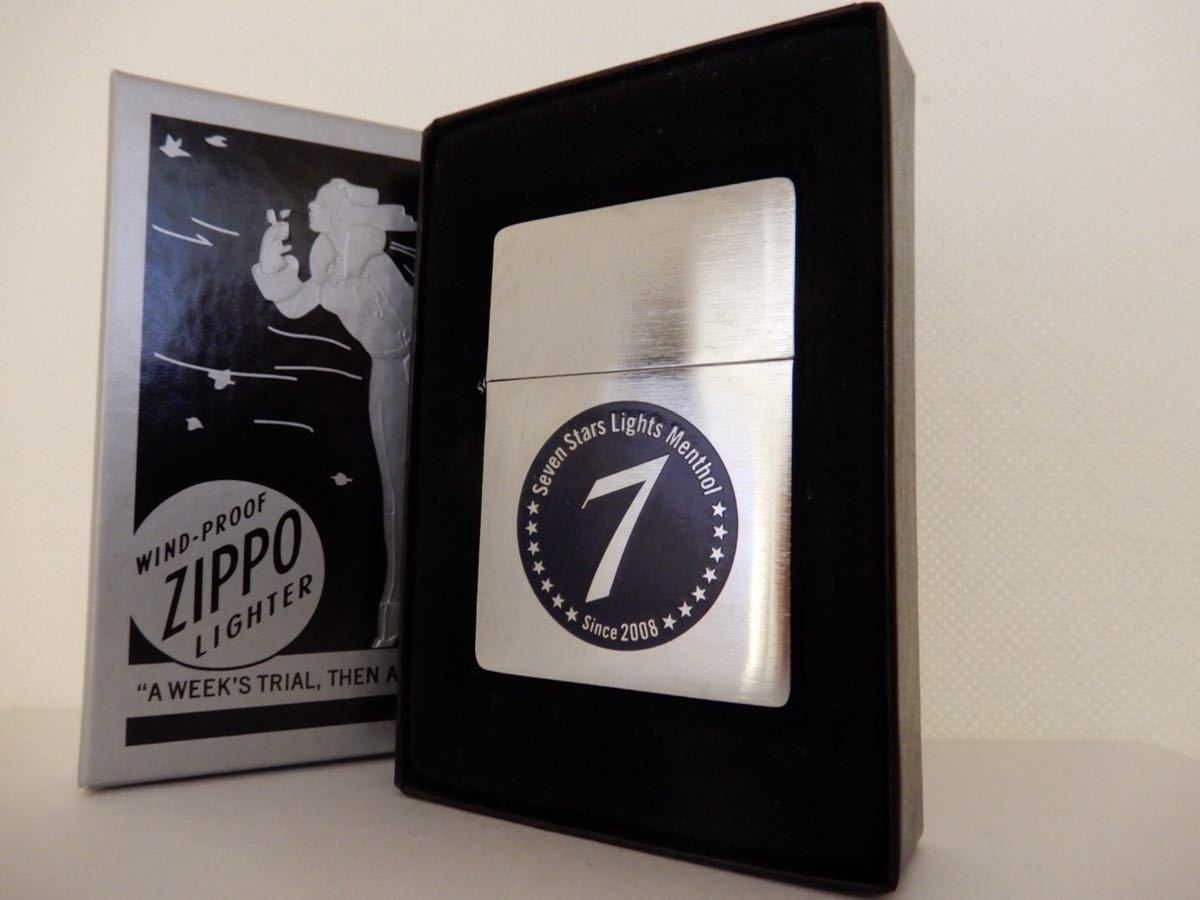 WIND-PROOF
ZIPPO
LIGHTER
"A WEEK'S TRIAL, THEN A
Seven Stars Lights Menthol
7
Since 2008